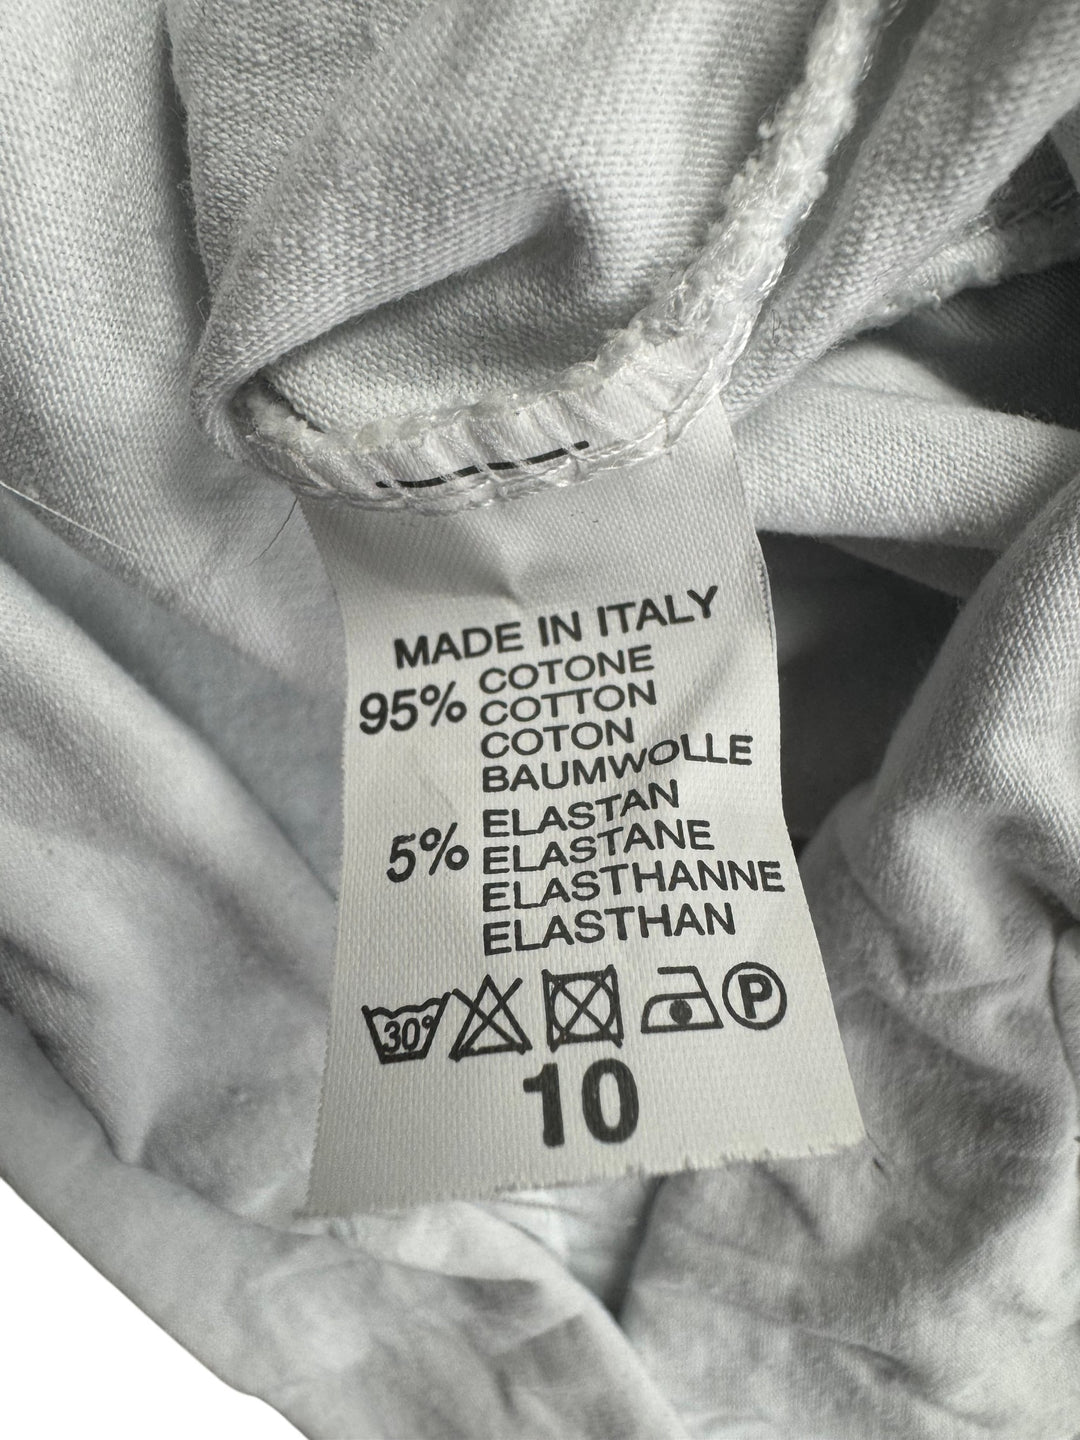 MADE IN ITALY
95% COTONE
COTTON
COTON
BAUMWOLLE
5% ELASTAN
ELASTANE
ELASTHANNE
ELASTHAN
30° P
10